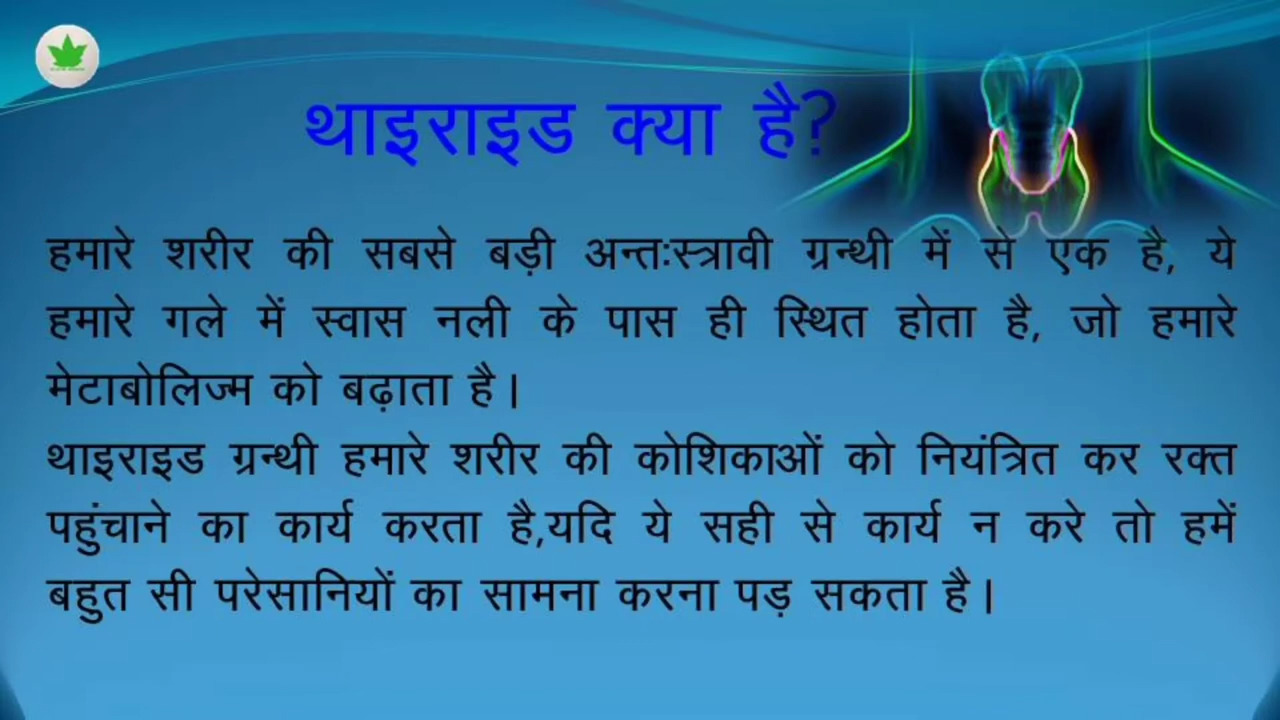 थाइराइड क्या है?
हमारे शरीर की सबसे बड़ी अन्तःस्त्रावी ग्रन्थी में से एक है, ये
हमारे गले में स्वास नली के पास ही स्थित होता है, जो हमारे
मेटाबोलिज्म को बढ़ाता है।
थाइराइड ग्रन्थी हमारे शरीर की कोशिकाओं को नियंत्रित कर रक्त
पहुंचाने का कार्य करता है,यदि ये सही से कार्य न करे तो हमें
बहुत सी परेसानियों का सामना करना पड़ सकता है।